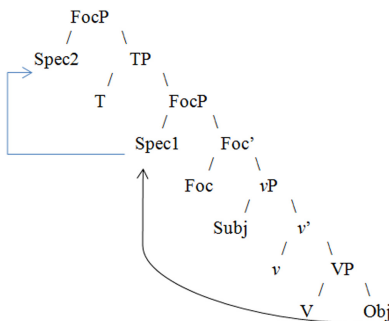 FocP
Spec2 TP
T FocP
Spec1 Foc’
Foc vP
Subj v’
v VP
V Obj